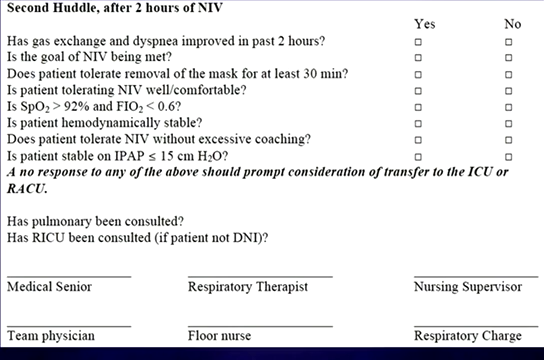 Second Huddle, after 2 hours of NIV
Yes No
Has gas exchange and dyspnea improved in past 2 hours? □ □
Is the goal of NIV being met? □ □
Does patient tolerate removal of the mask for at least 30 min? □ □
Is patient tolerating NIV well/comfortable? □ □
Is SpO₂ > 92% and FIO₂ < 0.6? □ □
Is patient hemodynamically stable? □ □
Does patient tolerate NIV without excessive coaching? □ □
Is patient stable on IPAP ≤ 15 cm H₂O? □ □
A no response to any of the above should prompt consideration of transfer to the ICU or
RACU.
Has pulmonary been consulted?
Has RICU been consulted (if patient not DNI)?
Medical Senior Respiratory Therapist Nursing Supervisor
Team physician Floor nurse Respiratory Charge